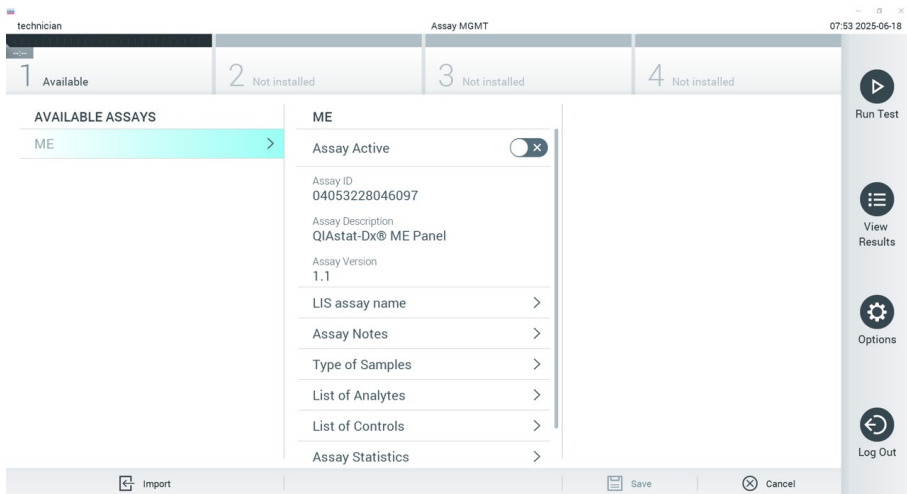 technician
Assay MGMT
07:53 2025-06-18
--:--
1 Available
2 Not installed
3 Not installed
4 Not installed
AVAILABLE ASSAYS
ME
ME
Assay Active
Assay ID
04053228046097
Assay Description
QIAstat-Dx® ME Panel
Assay Version
1.1
LIS assay name
Assay Notes
Type of Samples
List of Analytes
List of Controls
Assay Statistics
Run Test
View
Results
Options
Log Out
Import
Save
Cancel